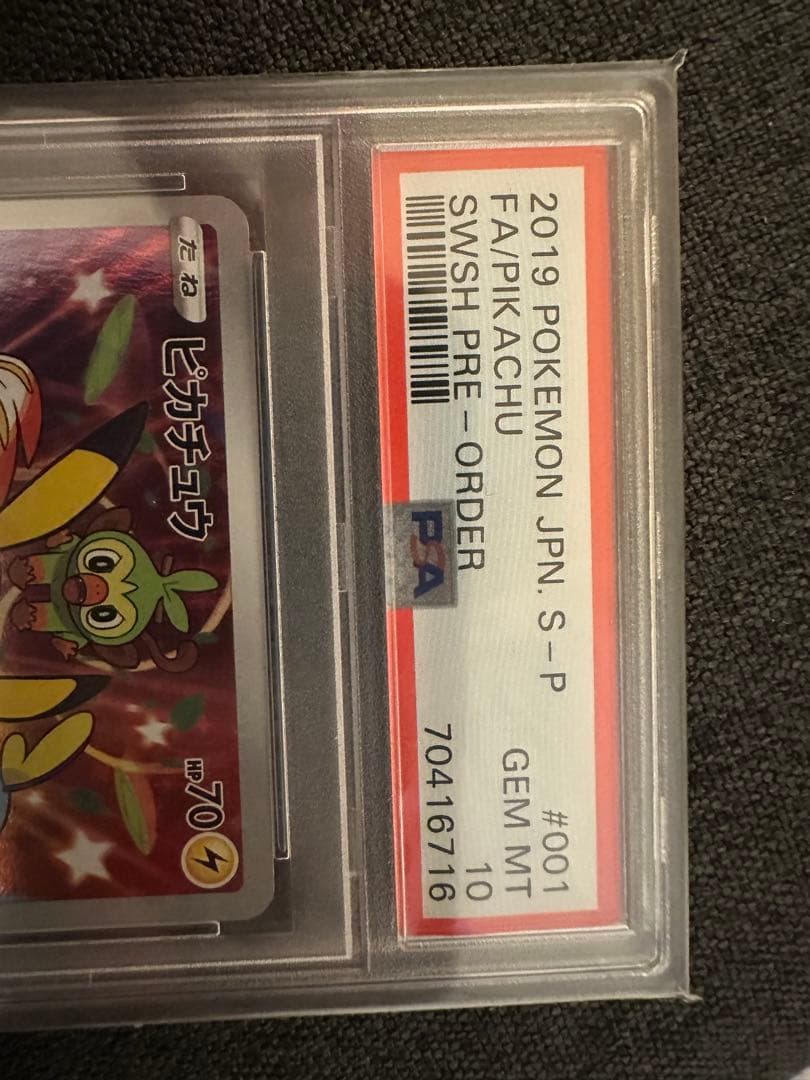 2019 POKEMON JPN. S-P #001
FA/PIKACHU GEM MT
SWSH PRE-ORDER 10
70416716
PSA
たね ピカチュウ HP70